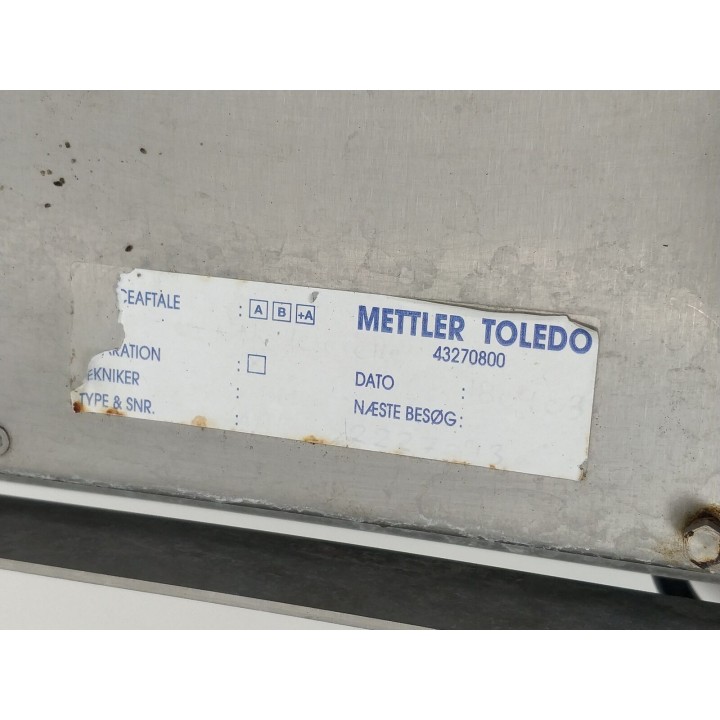 CEAFTALE : A B +A
METTLER TOLEDO
43270800
RATION :
EKNIKER :
TYPE & SNR. :
DATO :
NÆSTE BESØG: